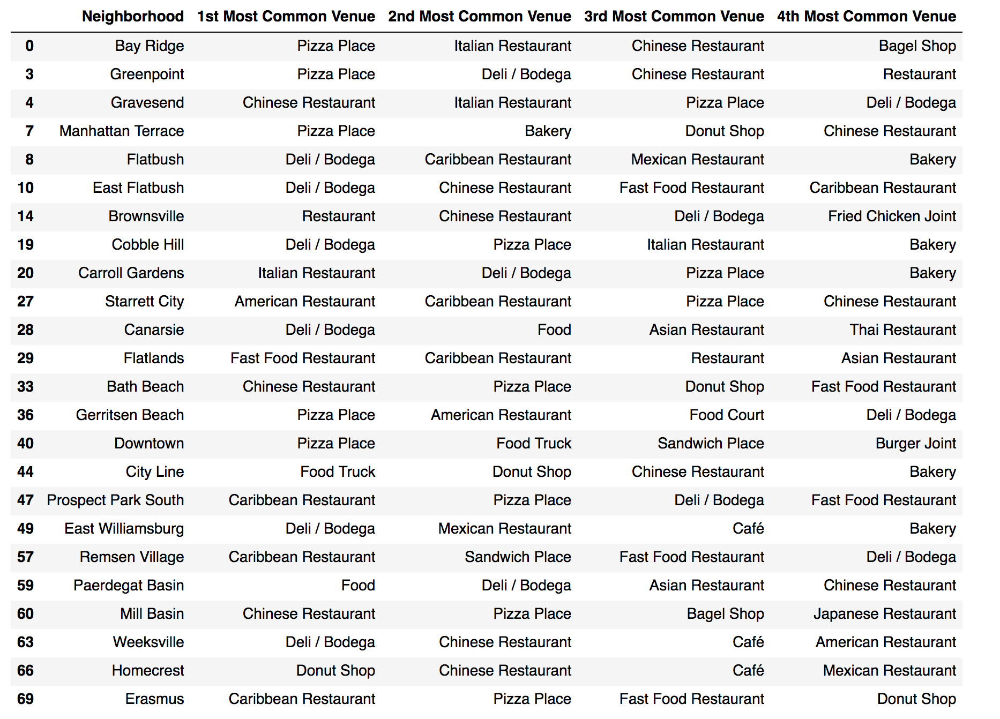 Neighborhood 1st Most Common Venue 2nd Most Common Venue 3rd Most Common Venue 4th Most Common Venue
0 Bay Ridge Pizza Place Italian Restaurant Chinese Restaurant Bagel Shop
3 Greenpoint Pizza Place Deli / Bodega Chinese Restaurant Restaurant
4 Gravesend Chinese Restaurant Italian Restaurant Pizza Place Deli / Bodega
7 Manhattan Terrace Pizza Place Bakery Donut Shop Chinese Restaurant
8 Flatbush Deli / Bodega Caribbean Restaurant Mexican Restaurant Bakery
10 East Flatbush Deli / Bodega Chinese Restaurant Fast Food Restaurant Caribbean Restaurant
14 Brownsville Restaurant Chinese Restaurant Deli / Bodega Fried Chicken Joint
19 Cobble Hill Deli / Bodega Pizza Place Italian Restaurant Bakery
20 Carroll Gardens Italian Restaurant Deli / Bodega Pizza Place Bakery
27 Starrett City American Restaurant Caribbean Restaurant Pizza Place Chinese Restaurant
28 Canarsie Deli / Bodega Food Asian Restaurant Thai Restaurant
29 Flatlands Fast Food Restaurant Caribbean Restaurant Restaurant Asian Restaurant
33 Bath Beach Chinese Restaurant Pizza Place Donut Shop Fast Food Restaurant
36 Gerritsen Beach Pizza Place American Restaurant Food Court Deli / Bodega
40 Downtown Pizza Place Food Truck Sandwich Place Burger Joint
44 City Line Food Truck Donut Shop Chinese Restaurant Bakery
47 Prospect Park South Caribbean Restaurant Pizza Place Deli / Bodega Fast Food Restaurant
49 East Williamsburg Deli / Bodega Mexican Restaurant Café Bakery
57 Remsen Village Caribbean Restaurant Sandwich Place Fast Food Restaurant Deli / Bodega
59 Paerdegat Basin Food Deli / Bodega Asian Restaurant Chinese Restaurant
60 Mill Basin Chinese Restaurant Pizza Place Bagel Shop Japanese Restaurant
63 Weeksville Deli / Bodega Chinese Restaurant Café American Restaurant
66 Homecrest Donut Shop Chinese Restaurant Café Mexican Restaurant
69 Erasmus Caribbean Restaurant Pizza Place Fast Food Restaurant Donut Shop